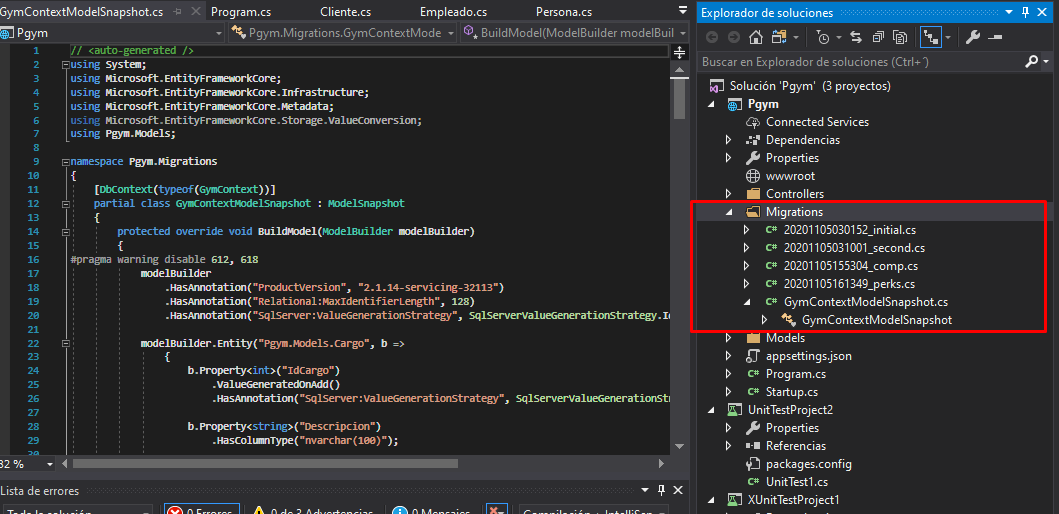 GymContextModelSnapshot.cs Program.cs Cliente.cs Empleado.cs Persona.cs
Pgym Pgym.Migrations.GymContextMode BuildModel(ModelBuilder modelBuil
1 // <auto-generated />
2 using System;
3 using Microsoft.EntityFrameworkCore;
4 using Microsoft.EntityFrameworkCore.Infrastructure;
5 using Microsoft.EntityFrameworkCore.Metadata;
6 using Microsoft.EntityFrameworkCore.Storage.ValueConversion;
7 using Pgym.Models;
8
9 namespace Pgym.Migrations
10 {
11 [DbContext(typeof(GymContext))]
12 partial class GymContextModelSnapshot : ModelSnapshot
13 {
14 protected override void BuildModel(ModelBuilder modelBuilder)
15 {
16 #pragma warning disable 612, 618
17 modelBuilder
18 .HasAnnotation("ProductVersion", "2.1.14-servicing-32113")
19 .HasAnnotation("Relational:MaxIdentifierLength", 128)
20 .HasAnnotation("SqlServer:ValueGenerationStrategy", SqlServerValueGenerationStrategy.Id
21
22 modelBuilder.Entity("Pgym.Models.Cargo", b =>
23 {
24 b.Property<int>("IdCargo")
25 .ValueGeneratedOnAdd()
26 .HasAnnotation("SqlServer:ValueGenerationStrategy", SqlServerValueGenerationStra
27
28 b.Property<string>("Descripcion")
29 .HasColumnType("nvarchar(100)");
30
82 %
Lista de errores
Toda la solución 0 Errores 0 de 3 Advertencias 0 Mensajes Compilación + IntelliSen
Explorador de soluciones
Buscar en Explorador de soluciones (Ctrl+´)
Solución 'Pgym' (3 proyectos)
Pgym
Connected Services
Dependencias
Properties
wwwroot
Controllers
Migrations
C# 20201105030152_initial.cs
C# 20201105031001_second.cs
C# 20201105155304_comp.cs
C# 20201105161349_perks.cs
C# GymContextModelSnapshot.cs
GymContextModelSnapshot
Models
appsettings.json
C# Program.cs
C# Startup.cs
UnitTestProject2
Properties
Referencias
packages.config
C# UnitTest1.cs
XUnitTestProject1